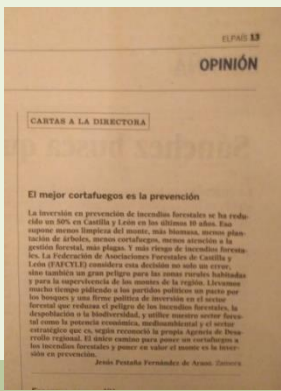 EL PAÍS 13
OPINIÓN
CARTAS A LA DIRECTORA
El mejor cortafuegos es la prevención
La inversión en prevención de incendios forestales se ha redu-
cido un 50% en Castilla y León en los últimos 10 años. Eso
supone menos limpieza del monte, más biomasa, menos plan-
tación de árboles, menos cortafuegos, menos atención a la
gestión forestal, más plagas. Y más riesgo de incendios foresta-
les. La Federación de Asociaciones Forestales de Castilla y
León (FAFCYLE) considera esta decisión no solo un error,
sino también un gran peligro para las zonas rurales habitadas
y para la supervivencia de los montes de la región. Llevamos
mucho tiempo pidiendo a los partidos políticos un pacto por
los bosques y una firme política de inversión en el sector
forestal que reduzca el peligro de los incendios forestales, la
despoblación o la biodiversidad, y utilice nuestro sector fores-
tal como la potencia económica, medioambiental y el sector
estratégico que es, según reconoció la propia Agencia de Desa-
rrollo regional. El único camino para poner un cortafuegos a
los incendios forestales y poner en valor el monte es la inver-
sión en prevención.
Jesús Pestaña Fernández de Arano. Zamora